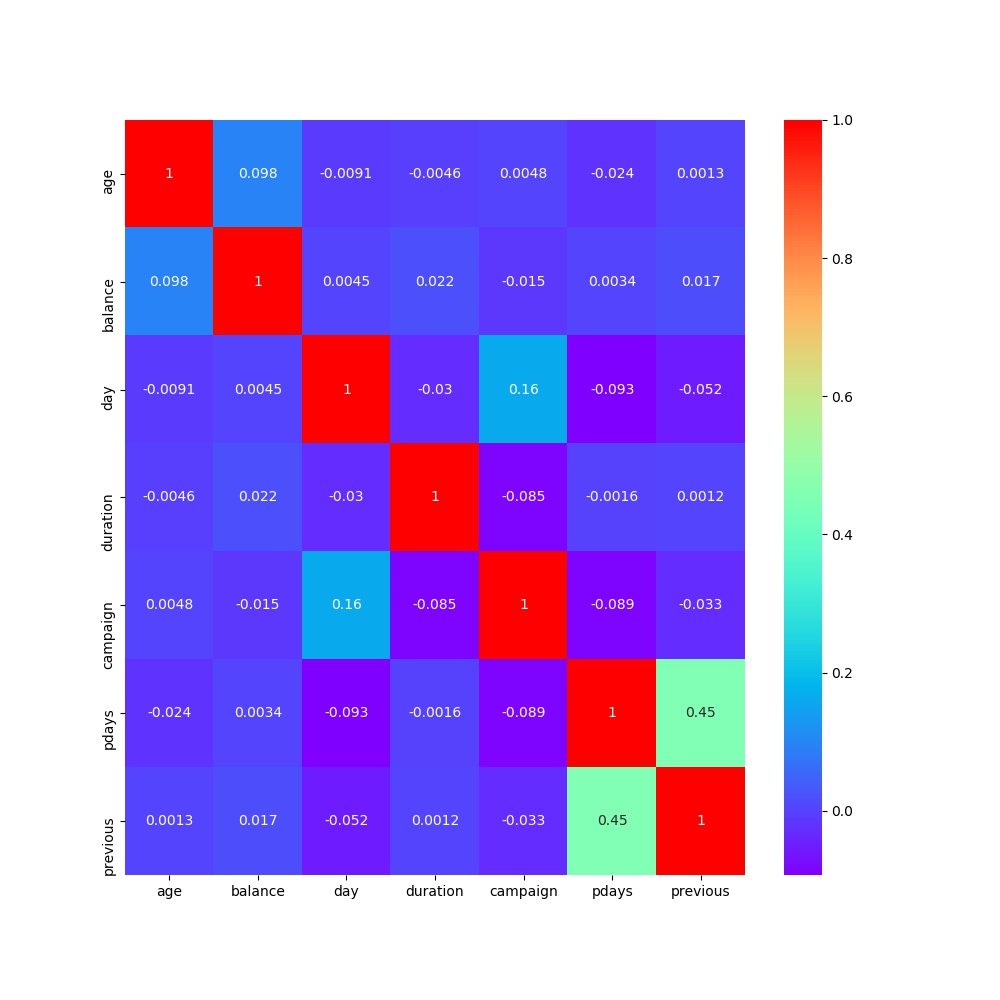 1.0
age 1 0.098 -0.0091 -0.0046 0.0048 -0.024 0.0013
0.8
balance 0.098 1 0.0045 0.022 -0.015 0.0034 0.017
day -0.0091 0.0045 1 -0.03 0.16 -0.093 -0.052
0.6
duration -0.0046 0.022 -0.03 1 -0.085 -0.0016 0.0012
0.4
campaign 0.0048 -0.015 0.16 -0.085 1 -0.089 -0.033
0.2
pdays -0.024 0.0034 -0.093 -0.0016 -0.089 1 0.45
0.0
previous 0.0013 0.017 -0.052 0.0012 -0.033 0.45 1
age balance day duration campaign pdays previous